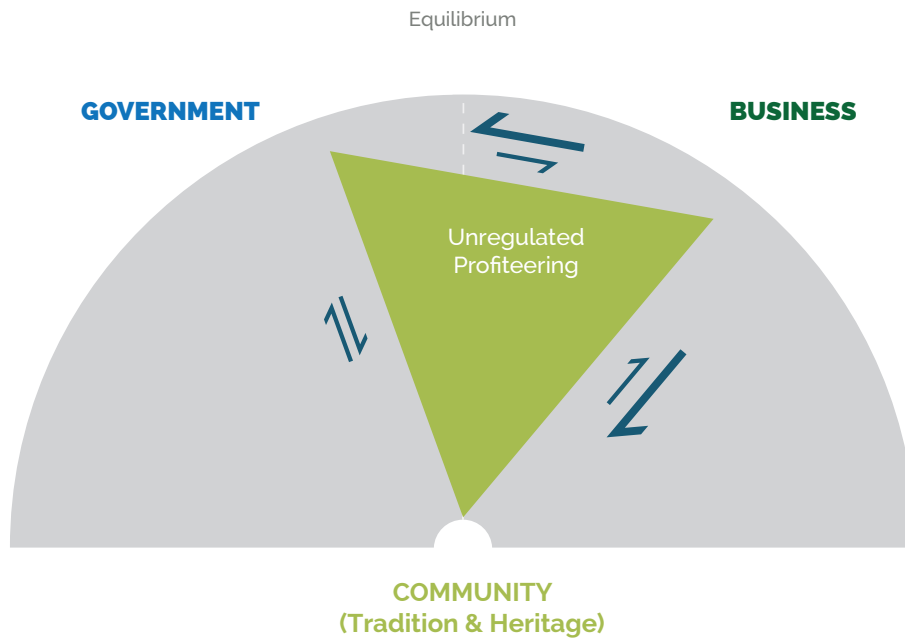 Equilibrium
GOVERNMENT
BUSINESS
Unregulated
Profiteering
COMMUNITY
(Tradition & Heritage)